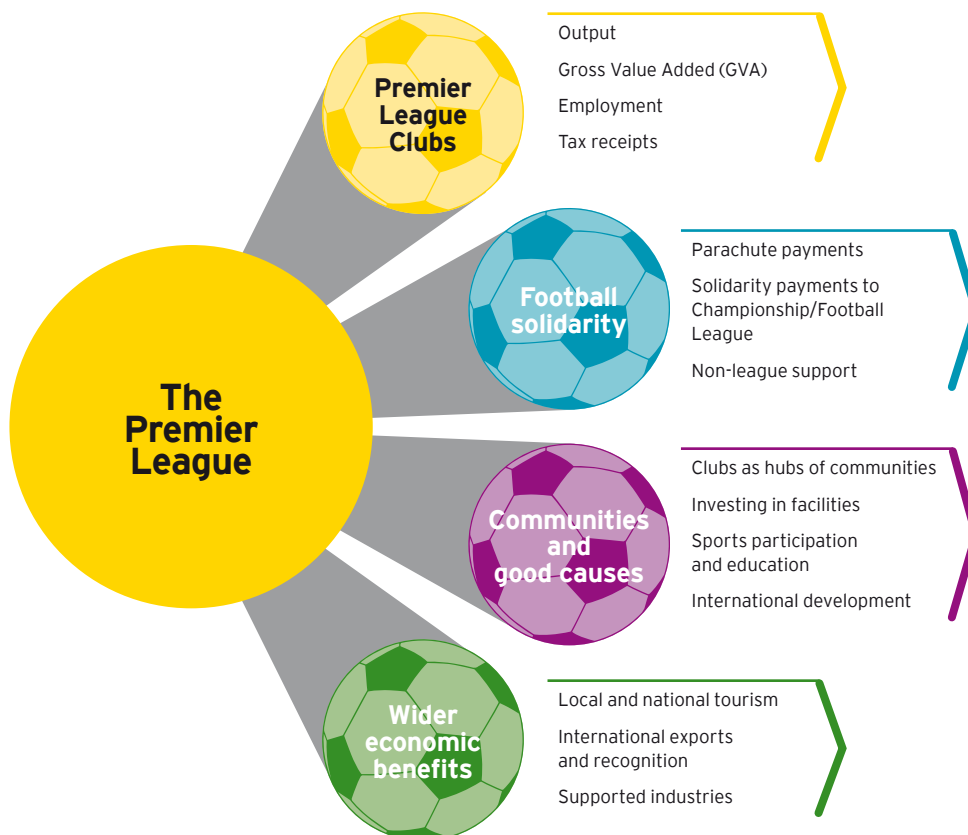 The
Premier
League
Premier
League
Clubs
Output
Gross Value Added (GVA)
Employment
Tax receipts
Football
solidarity
Parachute payments
Solidarity payments to
Championship/Football
League
Non-league support
Communities
and
good causes
Clubs as hubs of communities
Investing in facilities
Sports participation
and education
International development
Wider
economic
benefits
Local and national tourism
International exports
and recognition
Supported industries